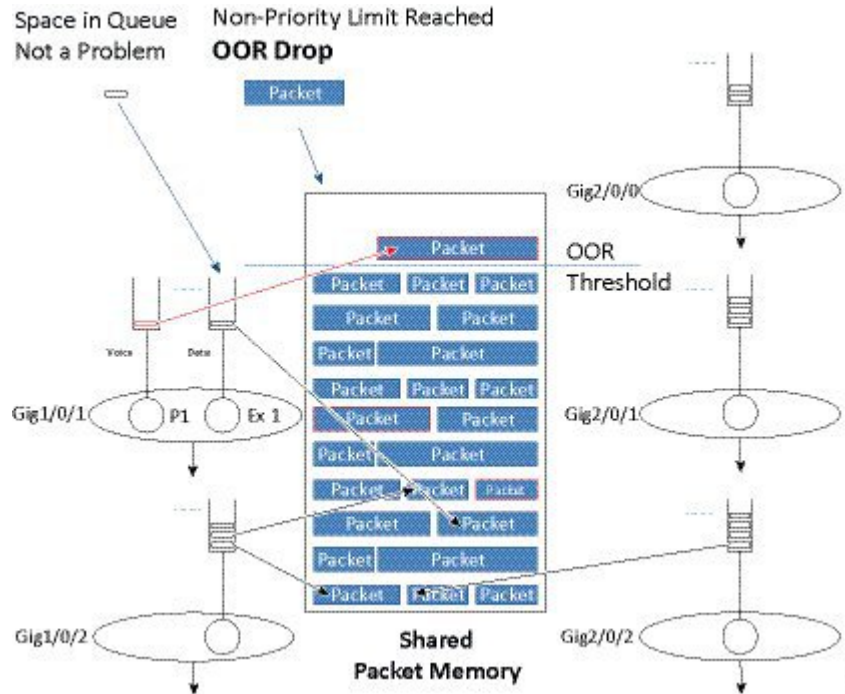 Space in Queue
Not a Problem
Non-Priority Limit Reached
OOR Drop
Packet
Gig2/0/0
Packet
OOR
Threshold
Packet Packet Packet
Packet Packet
Packet Packet
Voice Data
Packet Packet Packet
Gig1/0/1 P1 Ex 1
Packet Packet
Gig2/0/1
Packet Packet
Packet Packet Packet
Packet Packet
Packet Packet
Packet Packet Packet
Gig1/0/2
Shared
Packet Memory
Gig2/0/2